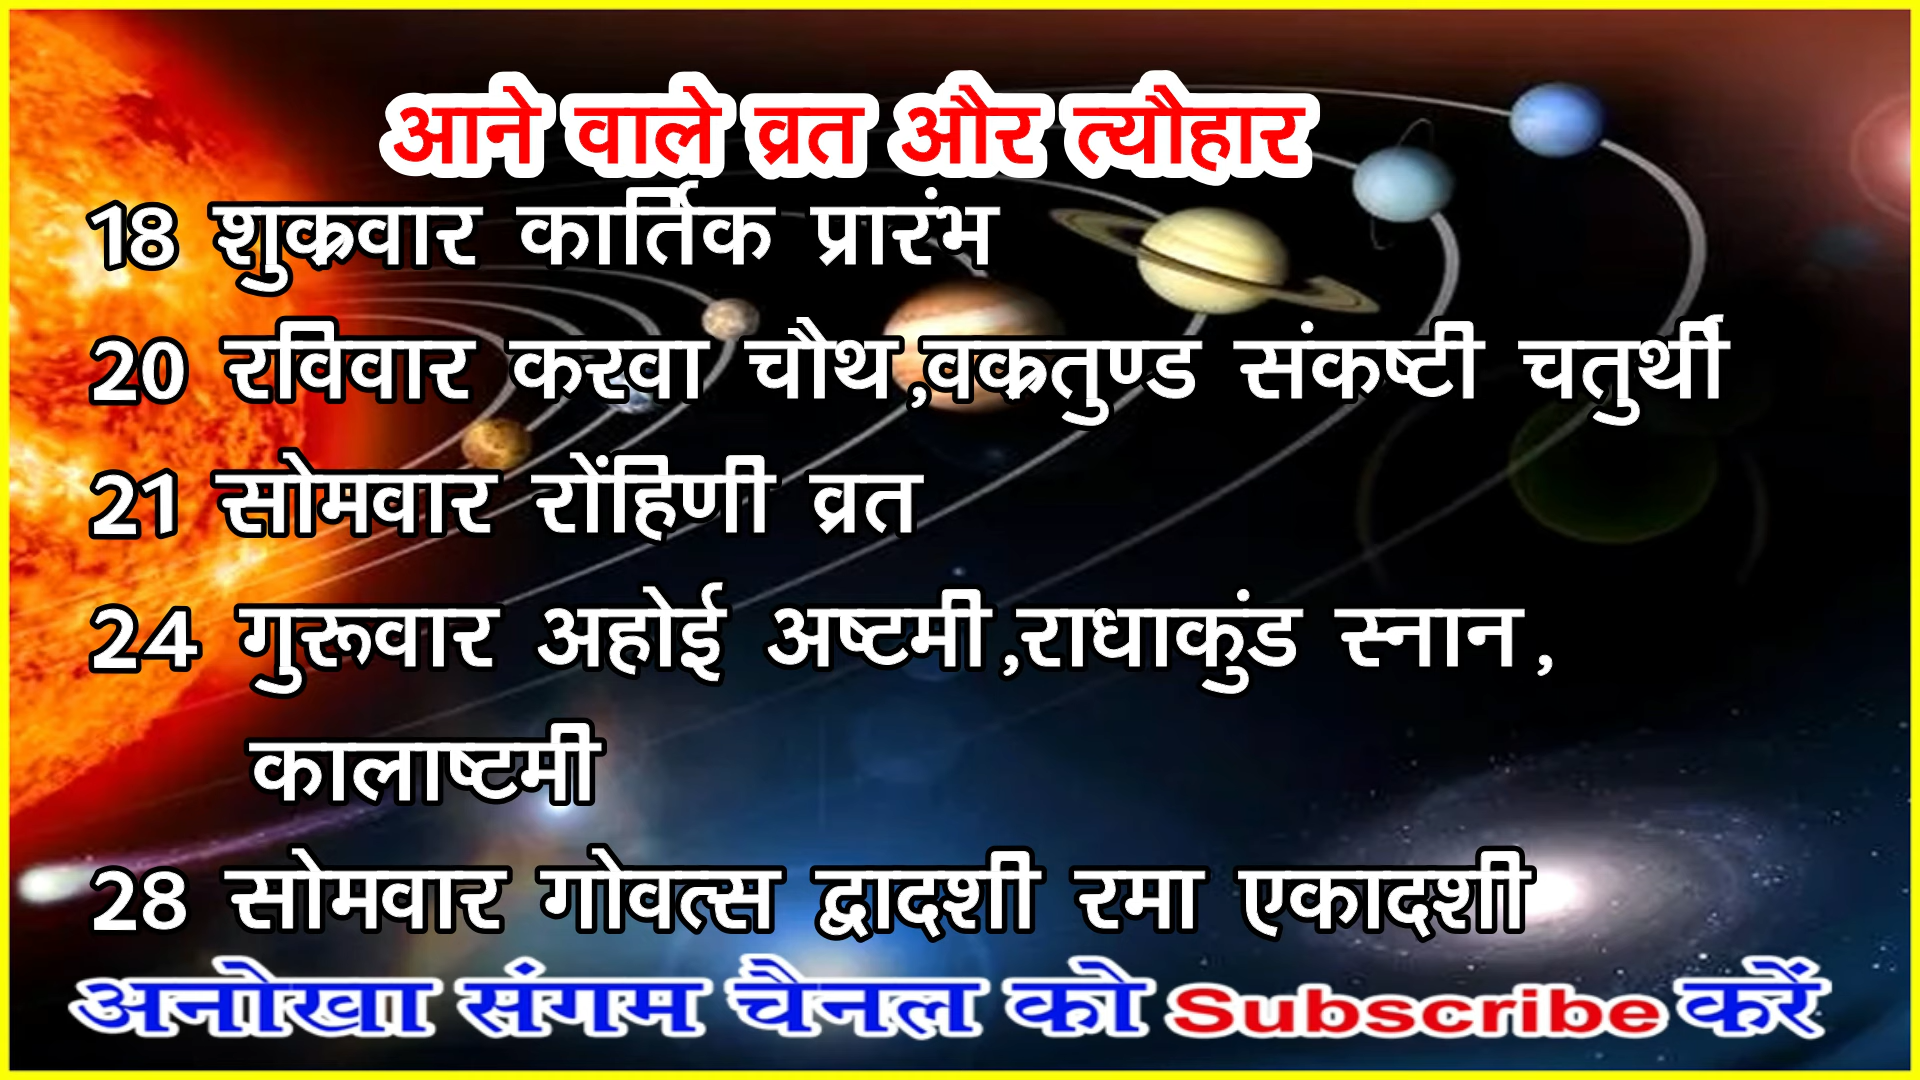 आने वाले व्रत और त्यौहार
18 शुक्रवार कार्तिक प्रारंभ
20 रविवार करवा चौथ,वक्रतुण्ड संकष्टी चतुर्थी
21 सोमवार रोंहिणी व्रत
24 गुरूवार अहोई अष्टमी,राधाकुंड स्नान,
कालाष्टमी
28 सोमवार गोवत्स द्वादशी रमा एकादशी
अनोखा संगम चैनल को Subscribe करें